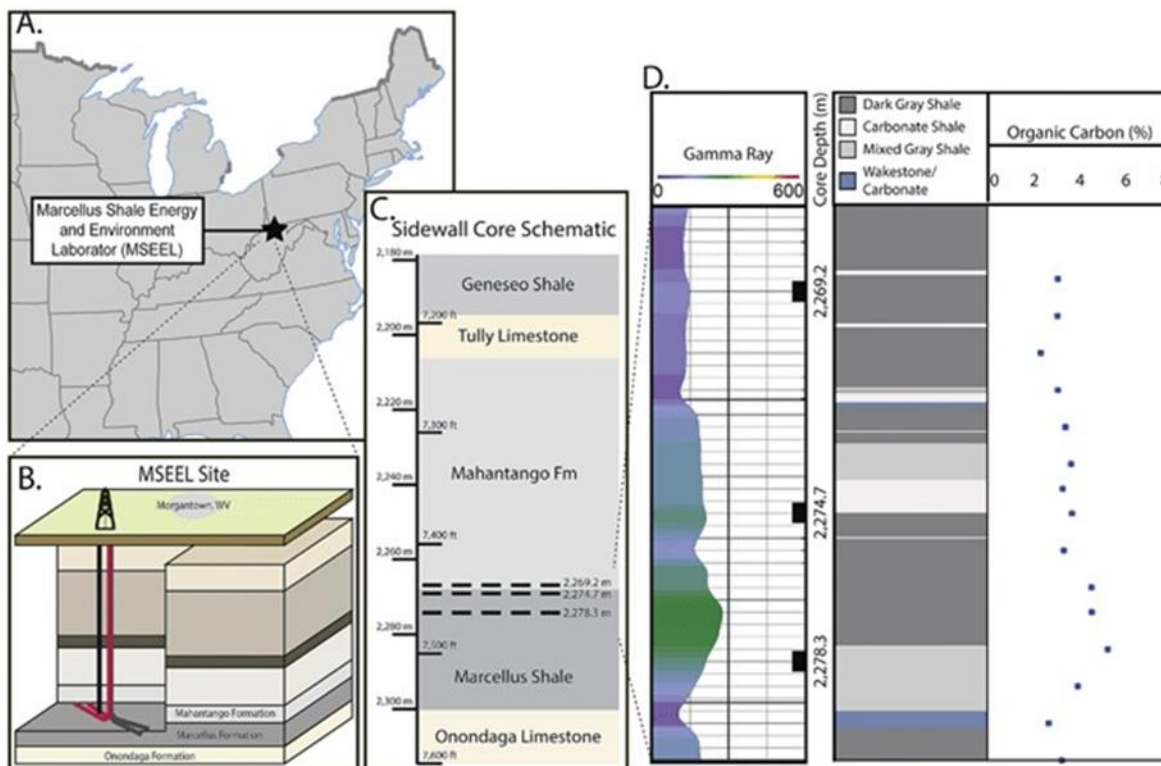 A.
Marcellus Shale Energy
and Environment
Laborator (MSEEL)
B.
MSEEL Site
Morgantown, WV
Mahantango Formation
Marcellus Formation
Onondaga Formation
C.
Sidewall Core Schematic
2,180 m
Geneseo Shale
7,200 ft
2,200 m
Tully Limestone
2,220 m
7,300 ft
Mahantango Fm
2,240 m
7,400 ft
2,260 m
2,269.2 m
2,274.7 m
2,278.3 m
2,280 m
7,500 ft
Marcellus Shale
2,300 m
Onondaga Limestone
7,600 ft
D.
Gamma Ray
0 600
Core Depth (m)
2,269.2
2,274.7
2,278.3
Dark Gray Shale
Carbonate Shale
Mixed Gray Shale
Wakestone/
Carbonate
Organic Carbon (%)
0 2 4 6